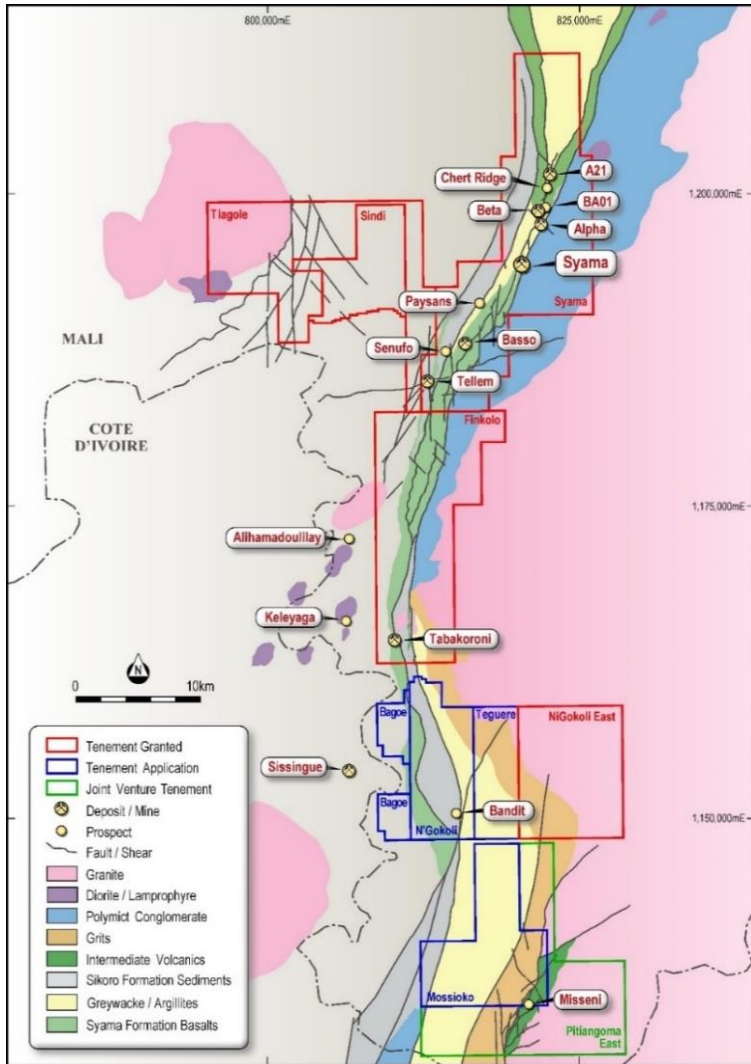 800,000mE
825,000mE
A21
Chert Ridge
1,200,000mE
BA01
Beta
Tiagole
Sindi
Alpha
Syama
Paysans
Syama
MALI
Senufo
Basso
Tellem
COTE
D'IVOIRE
Finkolo
1,175,000mE
Alihamadoulilay
Keleyaga
Tabakoroni
N
0
10km
Bagoe
Teguere
NiGokoli East
Tenement Granted
Tenement Application
Sissingue
Joint Venture Tenement
Deposit / Mine
Bagoe
Bandit
1,150,000mE
Prospect
N'Gokoli
Fault / Shear
Granite
Diorite / Lamprophyre
Polymict Conglomerate
Grits
Intermediate Volcanics
Sikoro Formation Sediments
Greywacke / Argillites
Syama Formation Basalts
Mossioko
Misseni
Pitiangoma
East